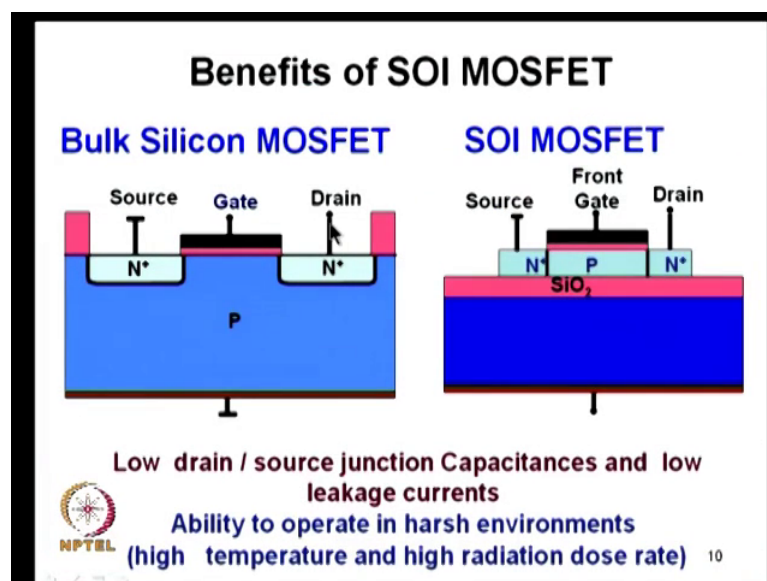 Benefits of SOI MOSFET
Bulk Silicon MOSFET
SOI MOSFET
Source
Gate
Drain
N+
N+
P
Source
Front
Gate
Drain
N+
P
N+
SiO2
Low drain / source junction Capacitances and low
leakage currents
Ability to operate in harsh environments
(high temperature and high radiation dose rate)
NPTEL
10